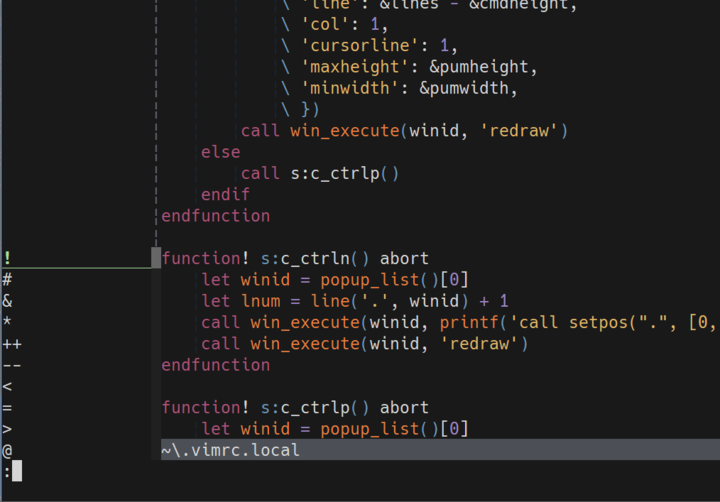 \ 'line': &lines - &cmdheight,
\ 'col': 1,
\ 'cursorline': 1,
\ 'maxheight': &pumheight,
\ 'minwidth': &pumwidth,
\ })
call win_execute(winid, 'redraw')
else
call s:c_ctrlp()
endif
endfunction
! function! s:c_ctrln() abort
# let winid = popup_list()[0]
& let lnum = line('.', winid) + 1
* call win_execute(winid, printf('call setpos(".", [0,
++ call win_execute(winid, 'redraw')
-- endfunction
<
= function! s:c_ctrlp() abort
> let winid = popup_list()[0]
@ ~\.vimrc.local
: